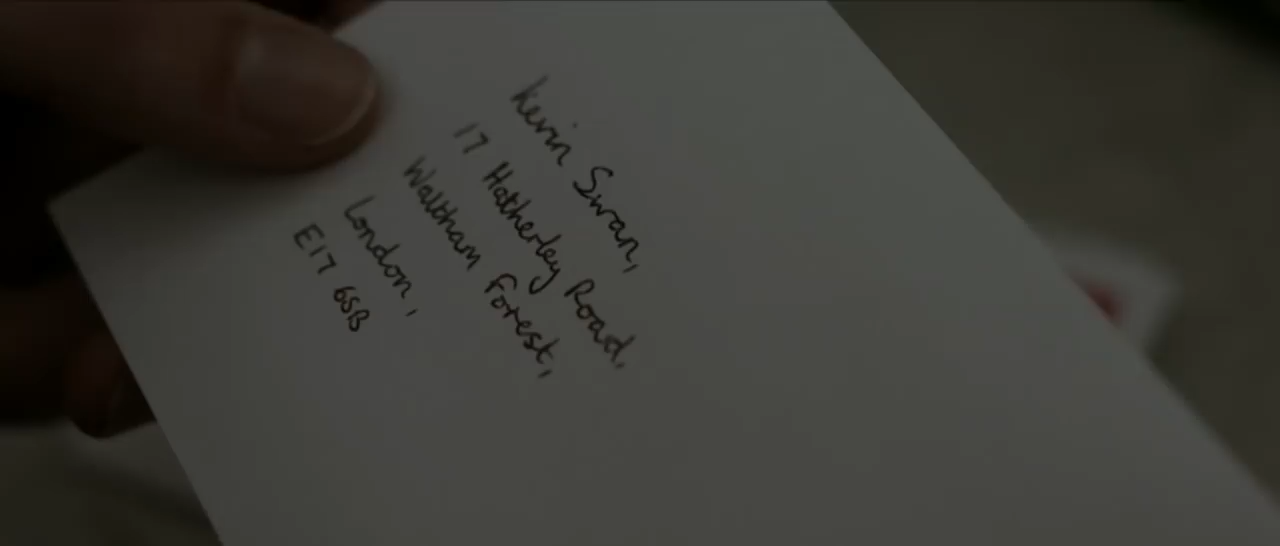 Kevin Swan,
17 Hatherley Road,
Waltham Forest,
London,
E17 6SB